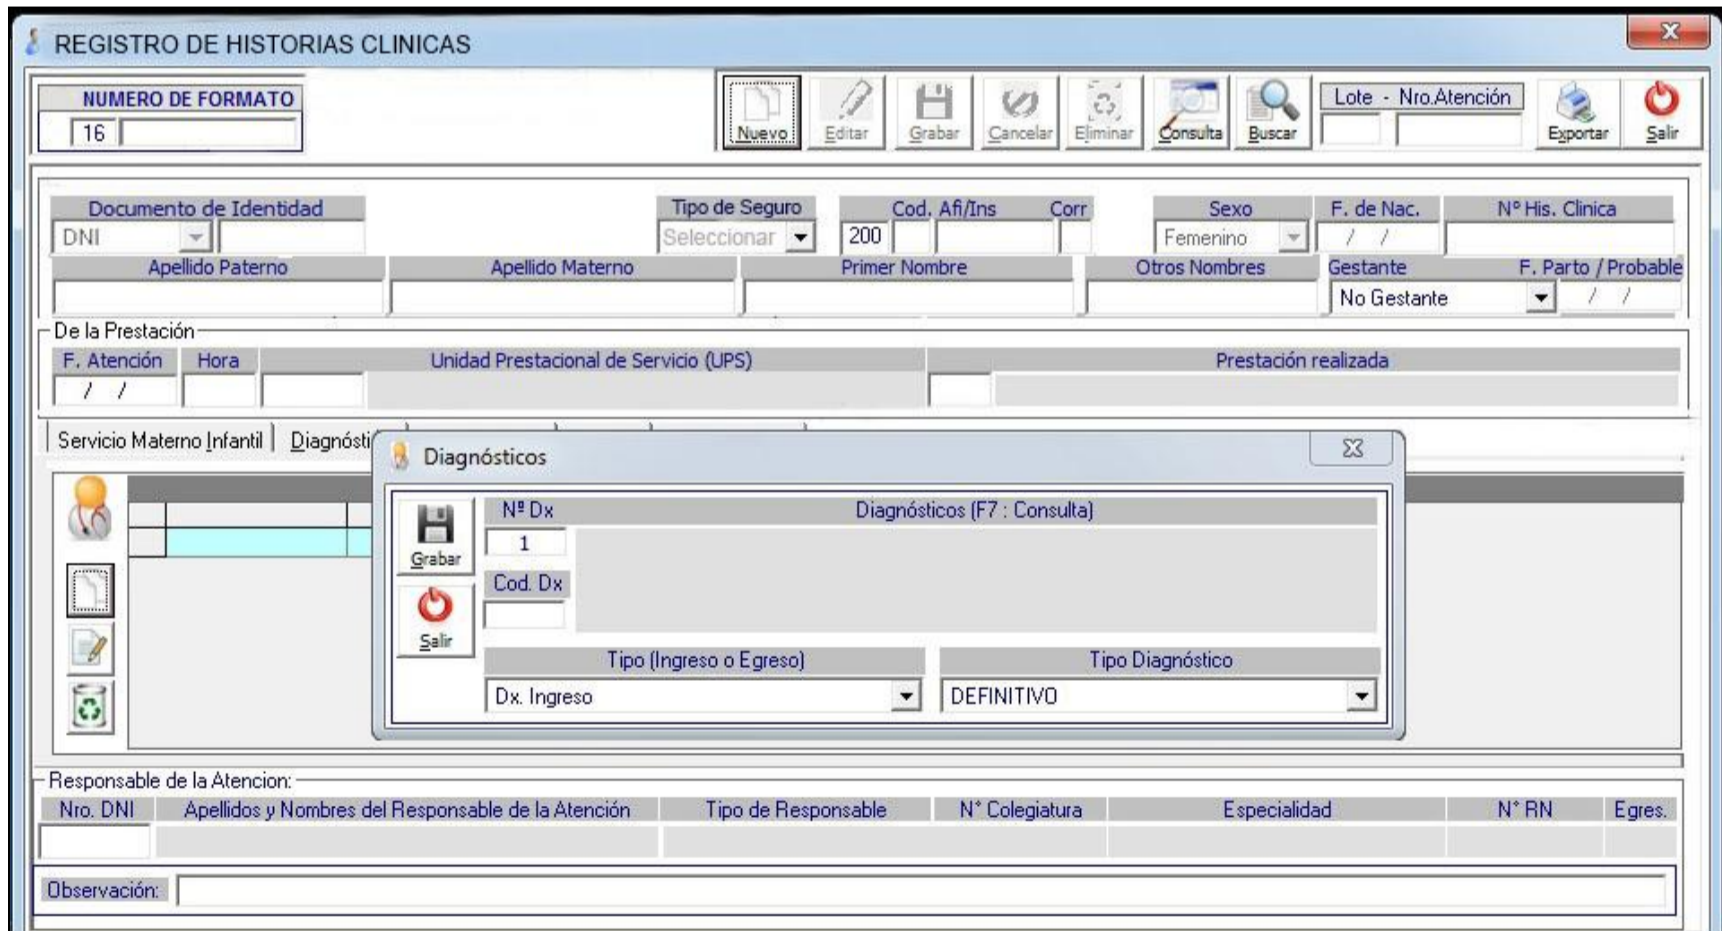 REGISTRO DE HISTORIAS CLINICAS
NUMERO DE FORMATO
16
Nuevo Editar Grabar Cancelar Eliminar Consulta Buscar
Lote - Nro.Atención
Exportar Salir
Documento de Identidad Tipo de Seguro Cod. Afi/Ins Corr Sexo F. de Nac. Nº His. Clinica
DNI Seleccionar 200 Femenino / /
Apellido Paterno Apellido Materno Primer Nombre Otros Nombres Gestante F. Parto / Probable
No Gestante / /
De la Prestación
F. Atención Hora Unidad Prestacional de Servicio (UPS) Prestación realizada
/ /
Servicio Materno Infantil Diagnósti
Diagnósticos
Nº Dx Diagnósticos (F7 : Consulta)
1
Grabar
Cod. Dx
Salir
Tipo (Ingreso o Egreso) Tipo Diagnóstico
Dx. Ingreso DEFINITIVO
Responsable de la Atencion:
Nro. DNI Apellidos y Nombres del Responsable de la Atención Tipo de Responsable N° Colegiatura Especialidad N° RN Egres.
Observación: